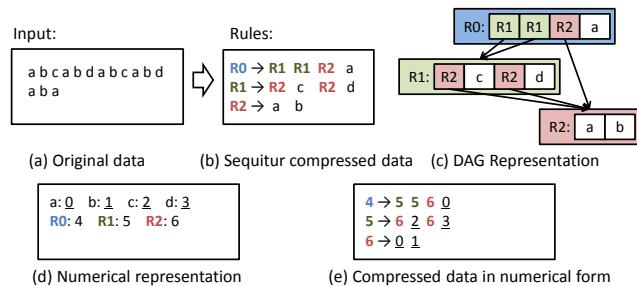 Input:
a b c a b d a b c a b d
a b a
Rules:
R0 → R1 R1 R2 a
R1 → R2 c R2 d
R2 → a b
R0: R1 R1 R2 a
R1: R2 c R2 d
R2: a b
(a) Original data
(b) Sequitur compressed data
(c) DAG Representation
a: 0 b: 1 c: 2 d: 3
R0: 4 R1: 5 R2: 6
4 → 5 5 6 0
5 → 6 2 6 3
6 → 0 1
(d) Numerical representation
(e) Compressed data in numerical form